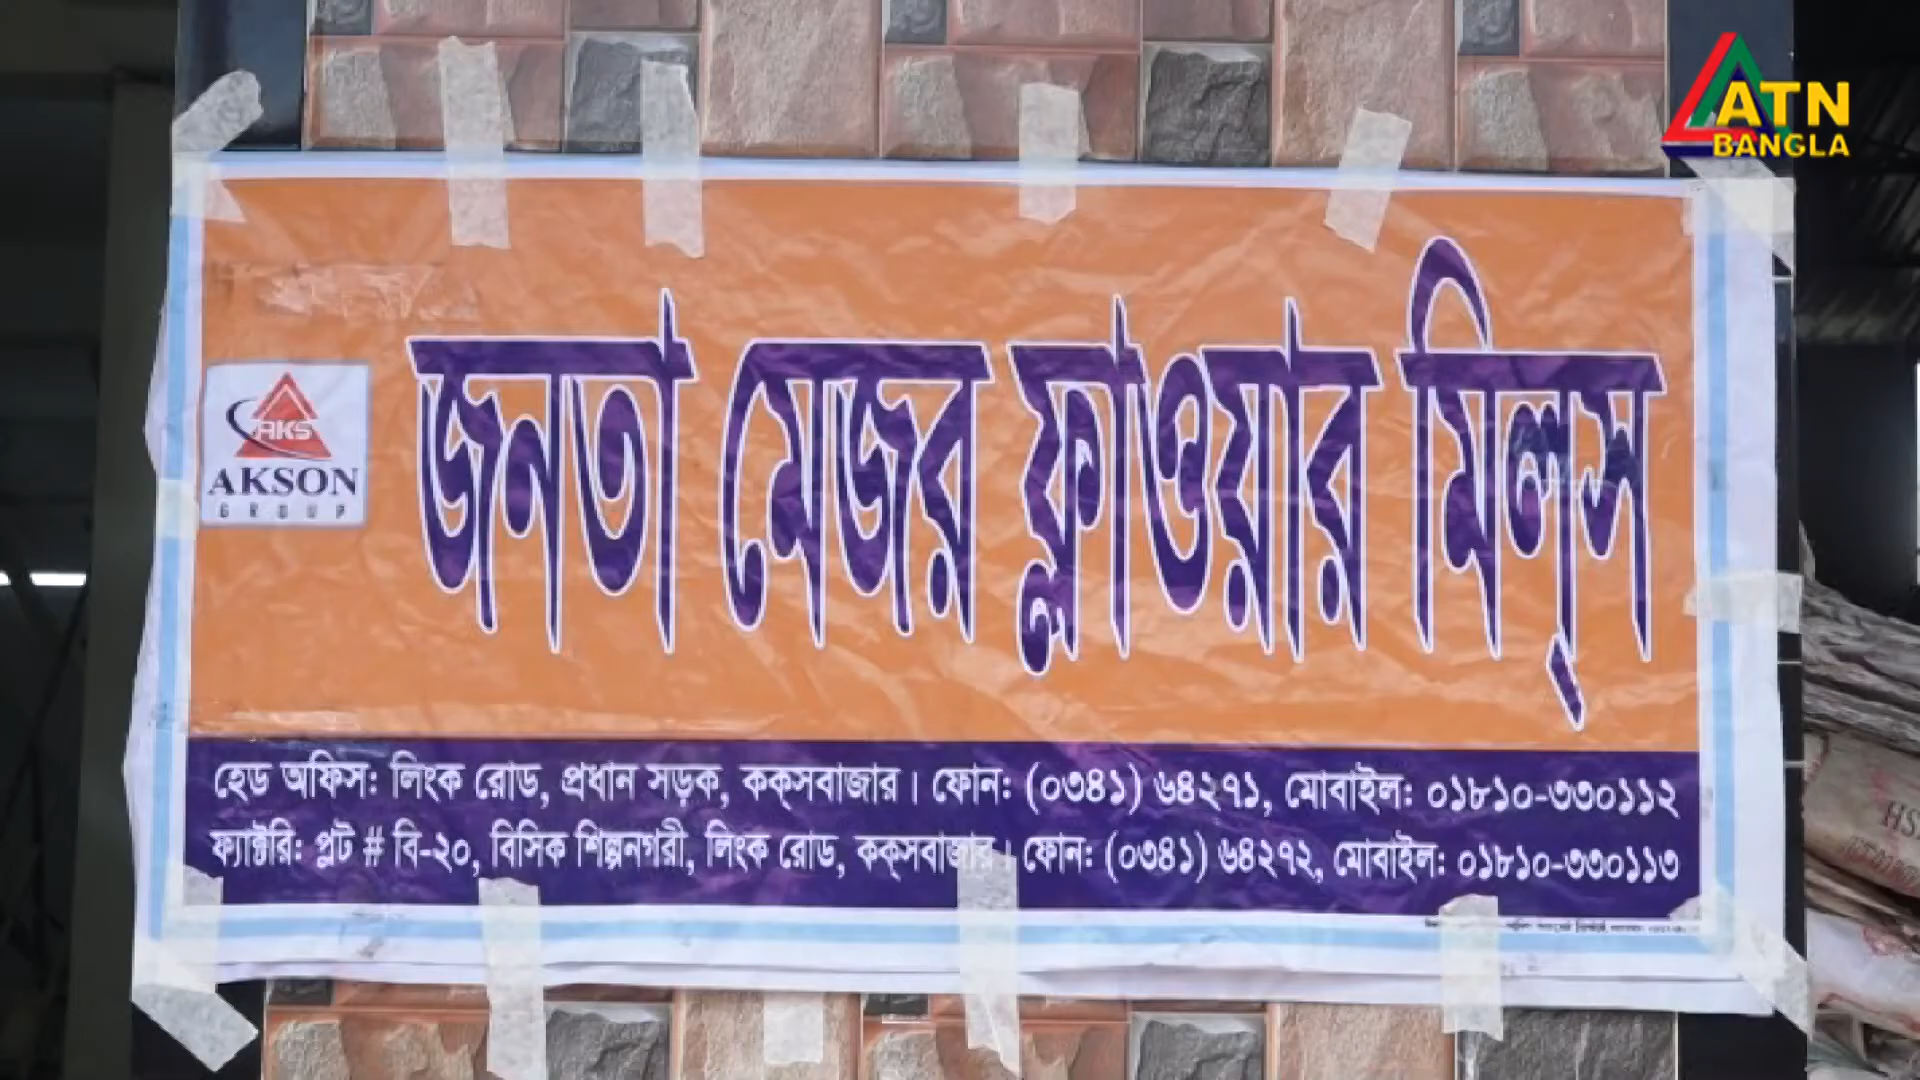 ATN
BANGLA
জনতা মেজর ফ্লাওয়ার মিল্স
AKS
AKSON
GROUP
হেড অফিস: লিংক রোড, প্রধান সড়ক, কক্সবাজার। ফোন: (০৩৪১) ৬৪২৭১, মোবাইল: ০১৮১০-৩৩০১১২
ফ্যাক্টরি: প্লট # বি-২০, বিসিক শিল্পনগরী, লিংক রোড, কক্সবাজার। ফোন: (০৩৪১) ৬৪২৭২, মোবাইল: ০১৮১০-৩৩০১১৩